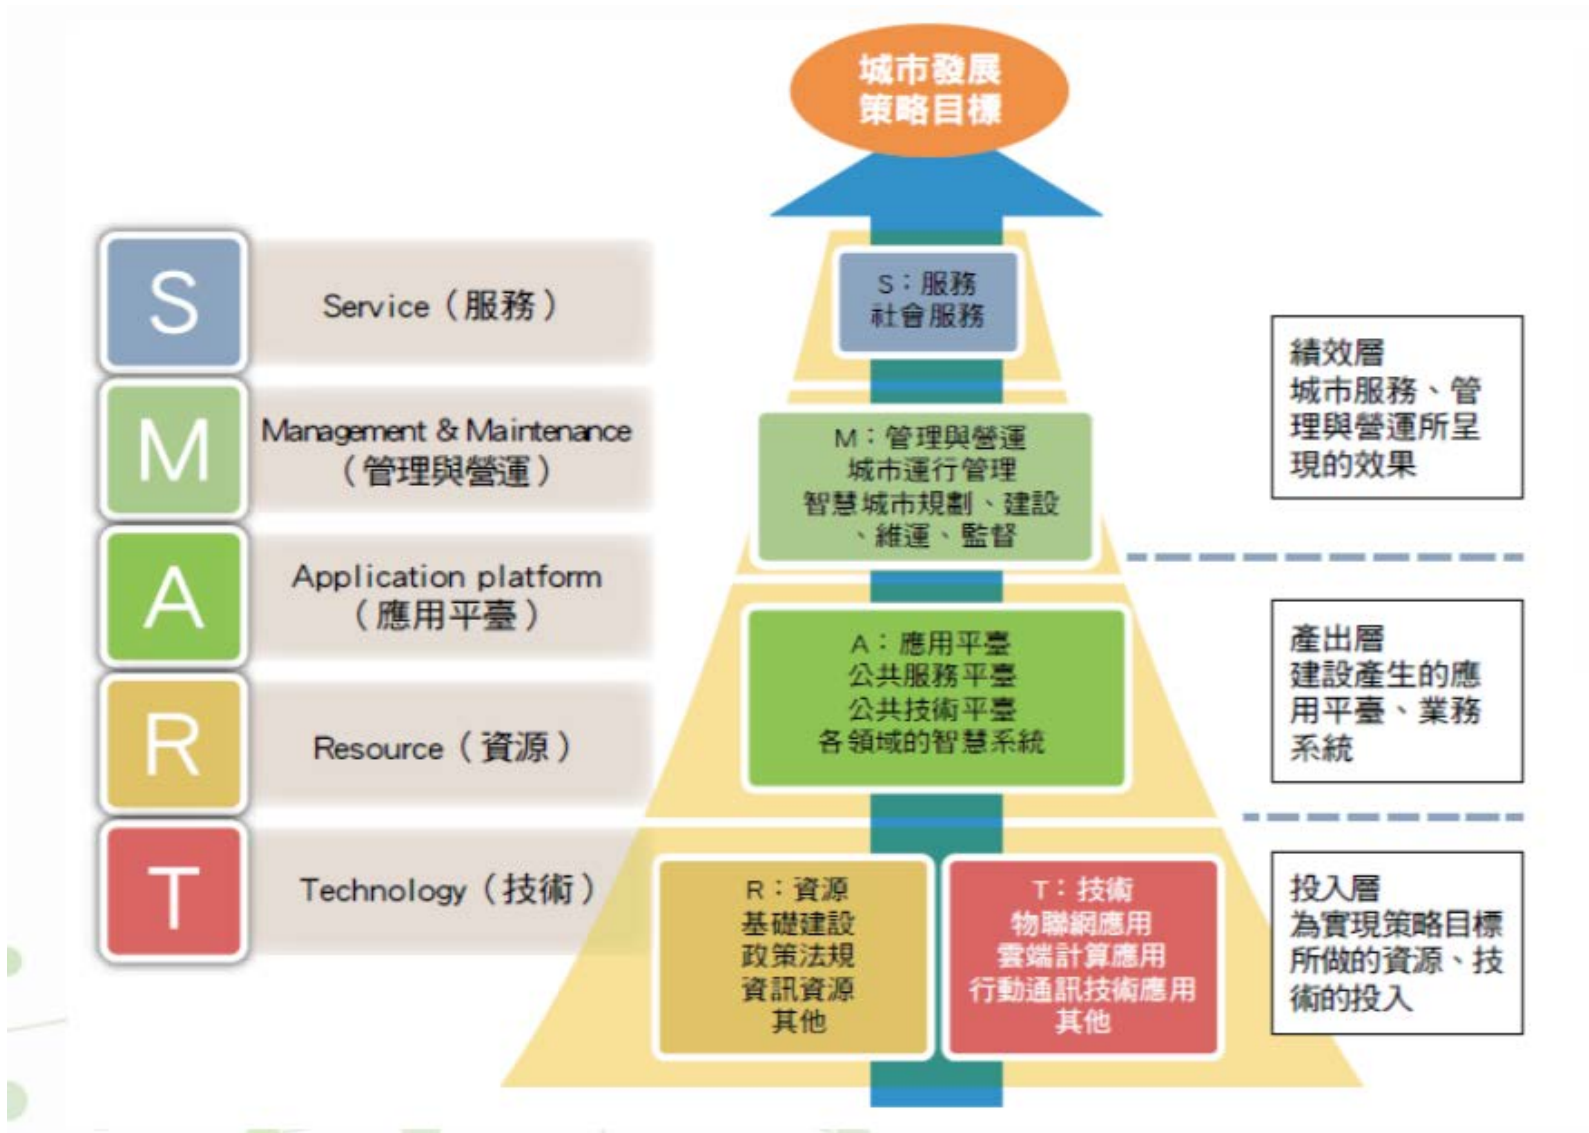 城市發展
策略目標
S
Service（服務）
M
Management & Maintenance
（管理與營運）
A
Application platform
（應用平臺）
R
Resource（資源）
T
Technology（技術）
S：服務
社會服務
M：管理與營運
城市運行管理
智慧城市規劃、建設
、維運、監督
A：應用平臺
公共服務平臺
公共技術平臺
各領域的智慧系統
R：資源
基礎建設
政策法規
資訊資源
其他
T：技術
物聯網應用
雲端計算應用
行動通訊技術應用
其他
績效層
城市服務、管
理與營運所呈
現的效果
產出層
建設產生的應
用平臺、業務
系統
投入層
為實現策略目標
所做的資源、技
術的投入